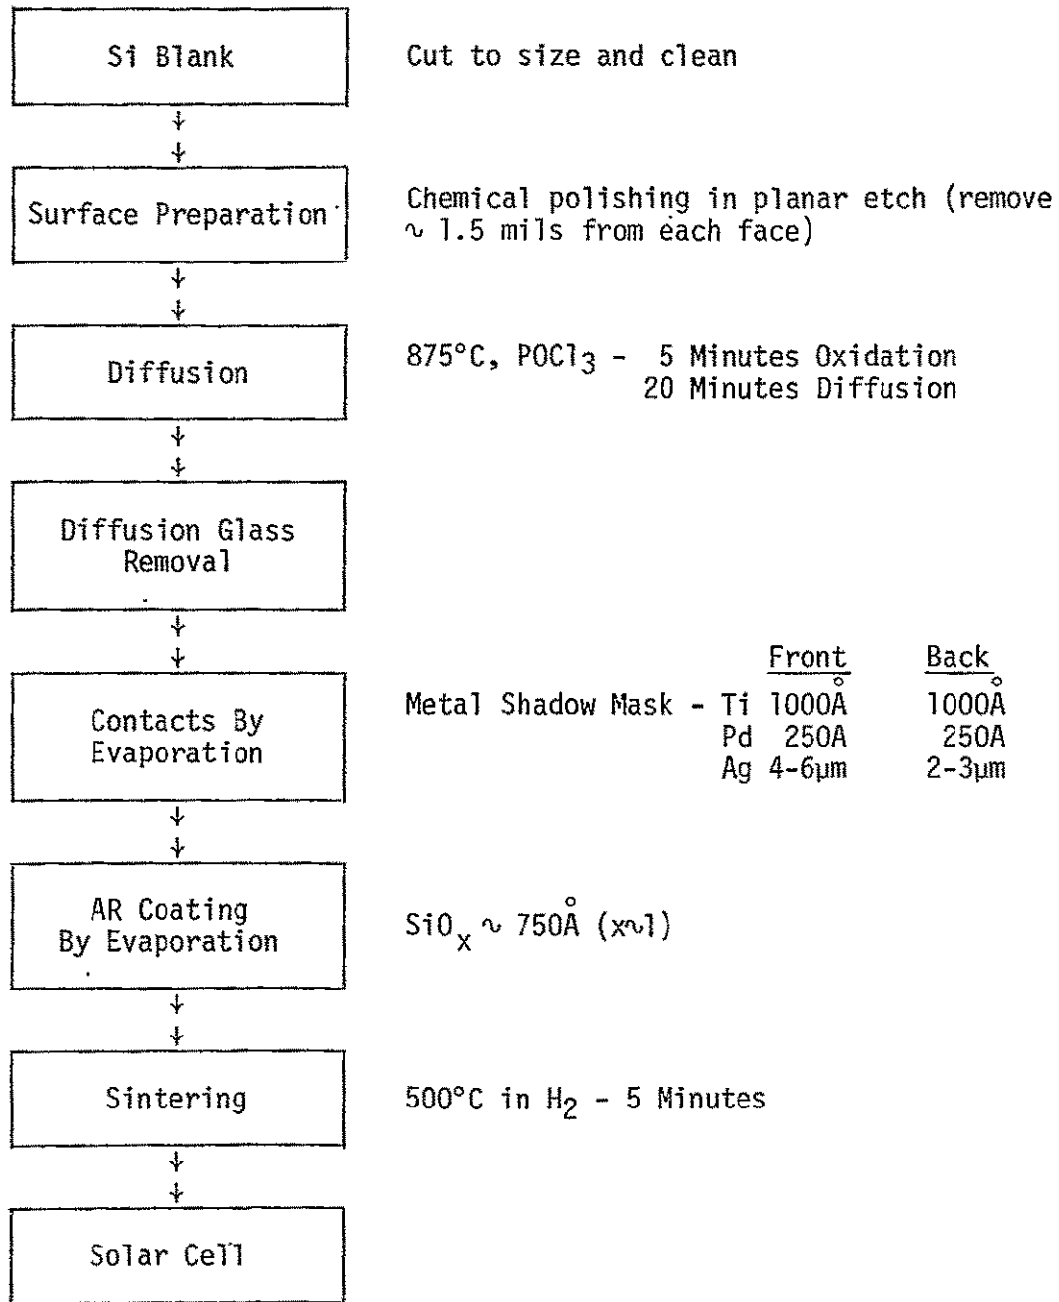 Si Blank
Cut to size and clean
↓
↓
Surface Preparation
Chemical polishing in planar etch (remove
∿ 1.5 mils from each face)
↓
↓
Diffusion
875°C, POCl3 - 5 Minutes Oxidation
20 Minutes Diffusion
↓
↓
Diffusion Glass
Removal
↓
↓
Contacts By
Evaporation
Front Back
Metal Shadow Mask - Ti 1000Å 1000Å
Pd 250A 250A
Ag 4-6µm 2-3µm
↓
↓
AR Coating
By Evaporation
SiOx ∿ 750Å (x∿1)
↓
↓
Sintering
500°C in H2 - 5 Minutes
↓
↓
Solar Cell